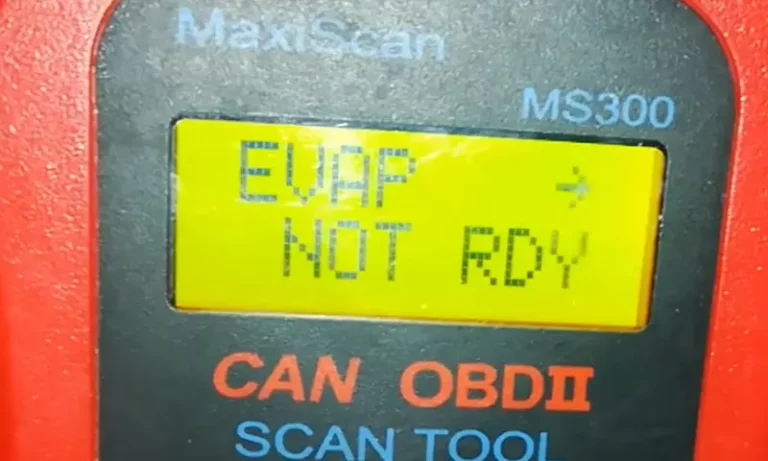 MaxiScan
MS300
EVAP →
NOT RDY
CAN OBDII
SCAN TOOL